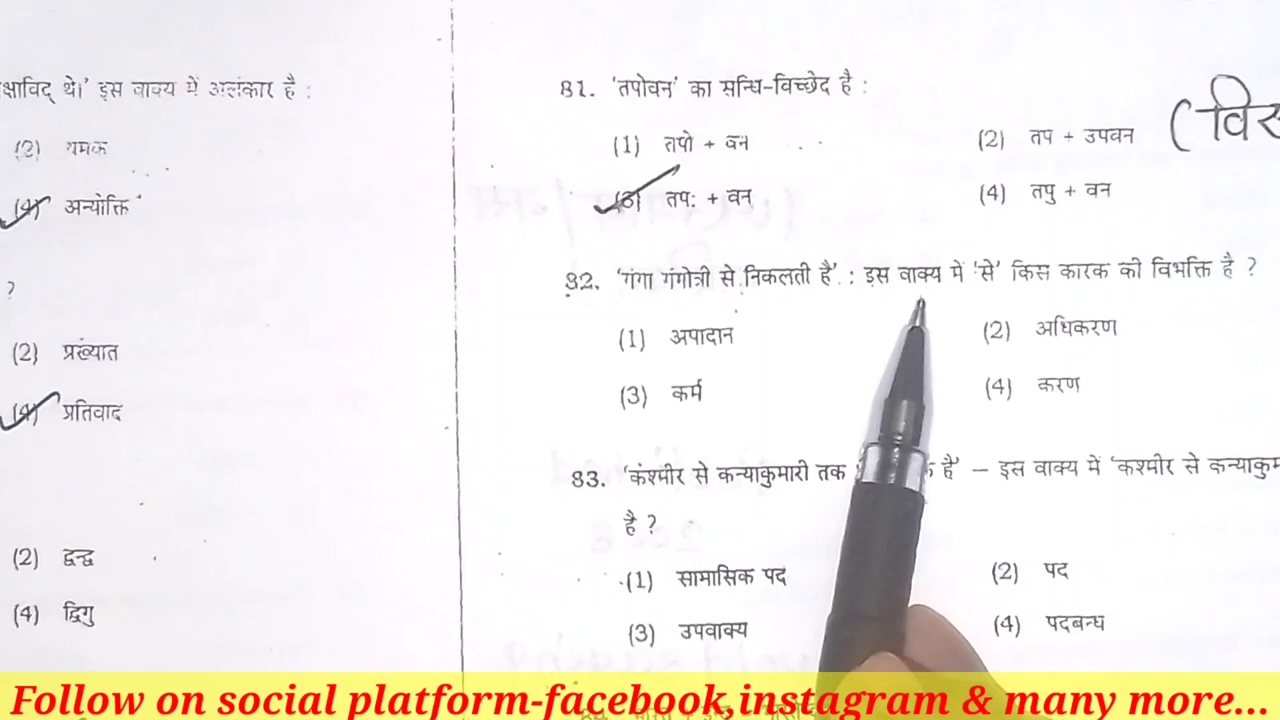 क्षाविद् थे।' इस वाक्य में अलंकार है :
(2) यमक
(4) अन्योक्ति
?
(2) प्रख्यात
(4) प्रतिवाद
(2) द्वन्द्व
(4) द्विगु
81. 'तपोवन' का सन्धि-विच्छेद है :
(1) तपो + वन (2) तप + उपवन
(3) तप: + वन (4) तपु + वन
(विस
82. 'गंगा गंगोत्री से निकलती है' : इस वाक्य में 'से' किस कारक की विभक्ति है ?
(1) अपादान (2) अधिकरण
(3) कर्म (4) करण
83. 'कश्मीर से कन्याकुमारी तक है' – इस वाक्य में 'कश्मीर से कन्याकुम
है ?
(1) सामासिक पद (2) पद
(3) उपवाक्य (4) पदबन्ध
Follow on social platform-facebook,instagram & many more...